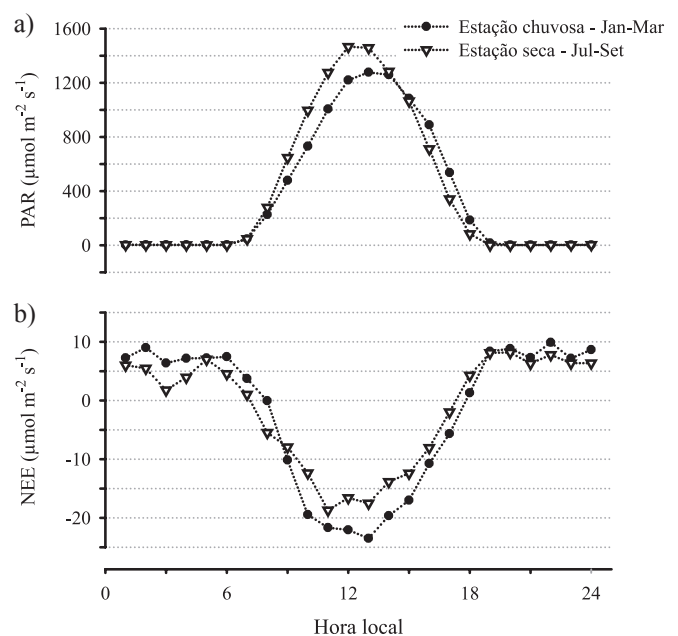 a)
Estação chuvosa - Jan-Mar
Estação seca - Jul-Set
PAR (µmol m⁻² s⁻¹)
1600
1200
800
400
0
b)
NEE (µmol m⁻² s⁻¹)
10
0
-10
-20
0 6 12 18 24
Hora local